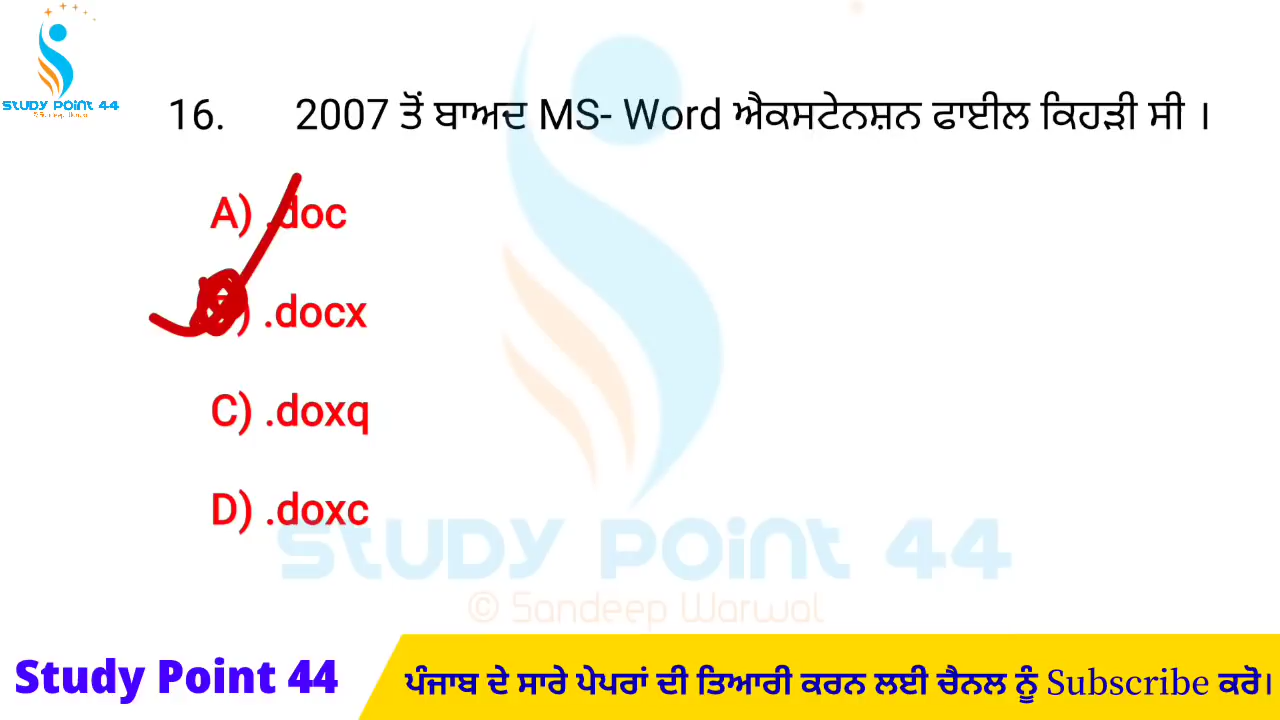 STUDY POINT 44
16. 2007 ਤੋਂ ਬਾਅਦ MS- Word ਐਕਸਟੇਨਸ਼ਨ ਫਾਈਲ ਕਿਹੜੀ ਸੀ ।
A) .doc
) .docx
C) .doxq
D) .doxc
STUDY POINT 44
© Sandeep Warwal
Study Point 44
ਪੰਜਾਬ ਦੇ ਸਾਰੇ ਪੇਪਰਾਂ ਦੀ ਤਿਆਰੀ ਕਰਨ ਲਈ ਚੈਨਲ ਨੂੰ Subscribe ਕਰੋ।